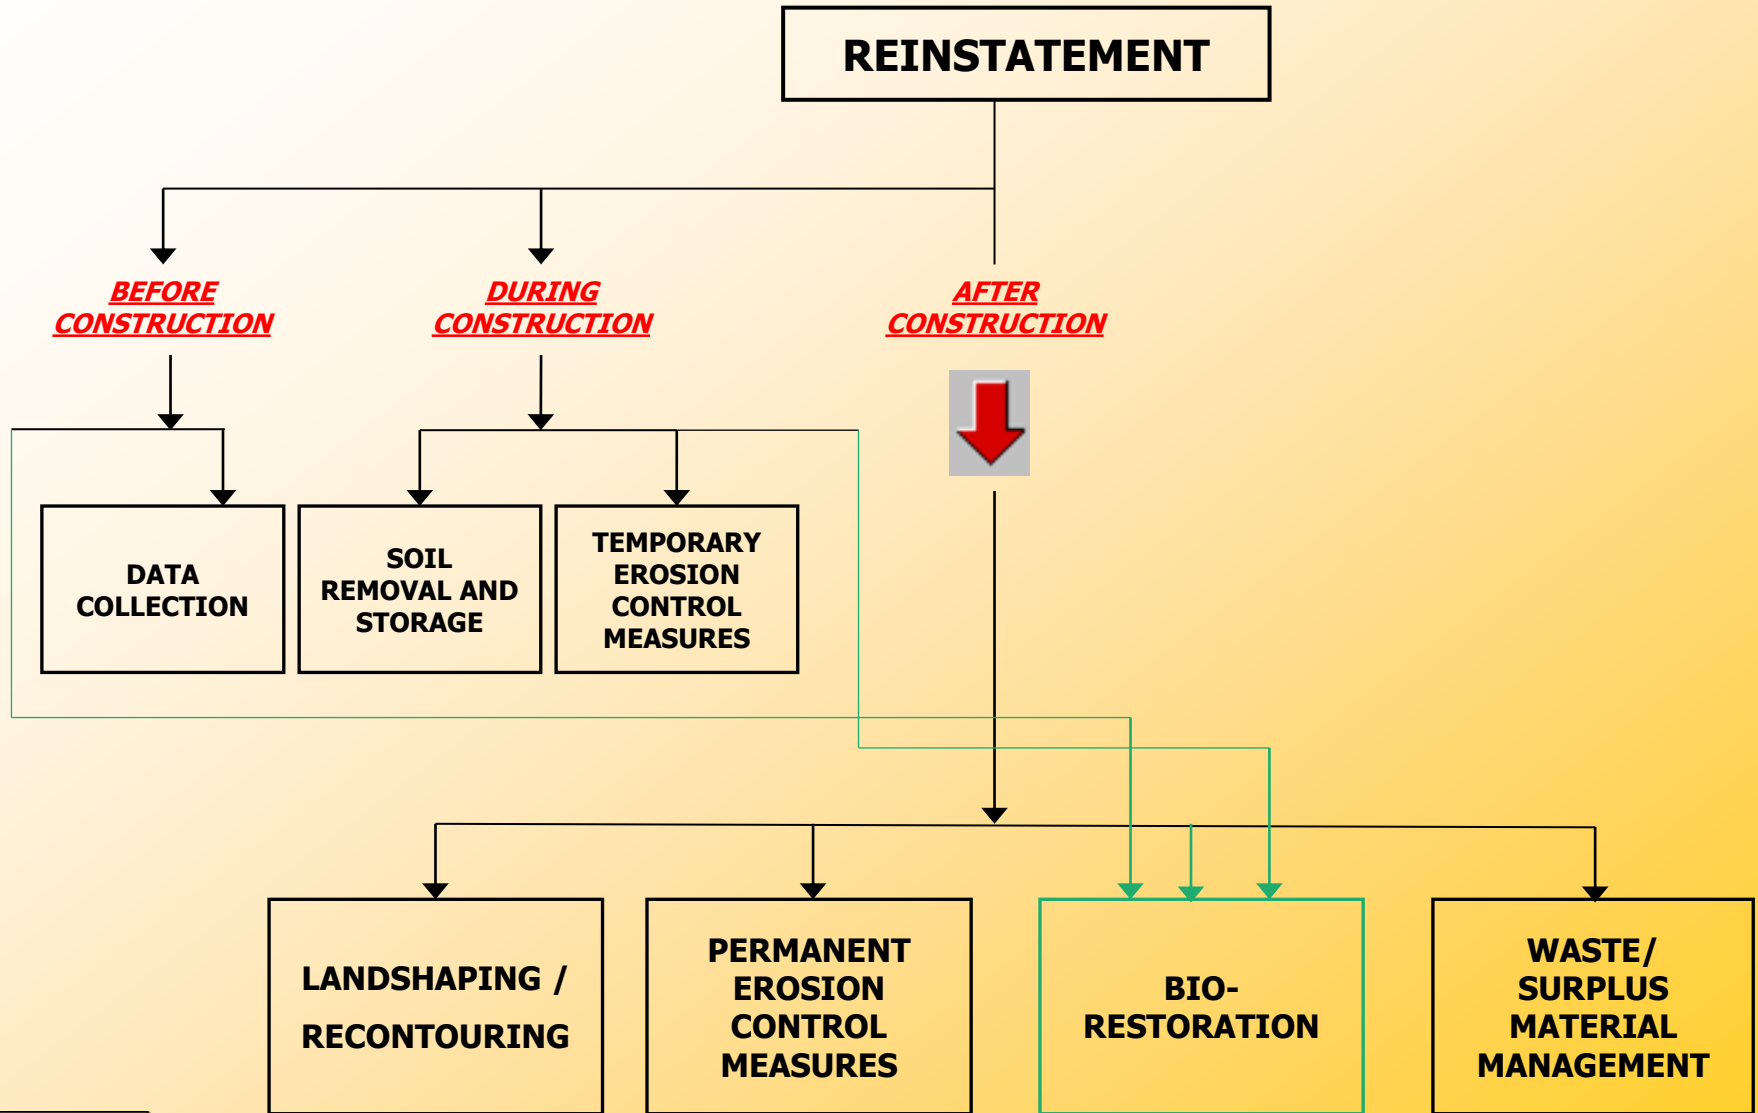 REINSTATEMENT
BEFORE
CONSTRUCTION
DURING
CONSTRUCTION
AFTER
CONSTRUCTION
DATA
COLLECTION
SOIL
REMOVAL AND
STORAGE
TEMPORARY
EROSION
CONTROL
MEASURES
LANDSHAPING /
RECONTOURING
PERMANENT
EROSION
CONTROL
MEASURES
BIO-
RESTORATION
WASTE/
SURPLUS
MATERIAL
MANAGEMENT